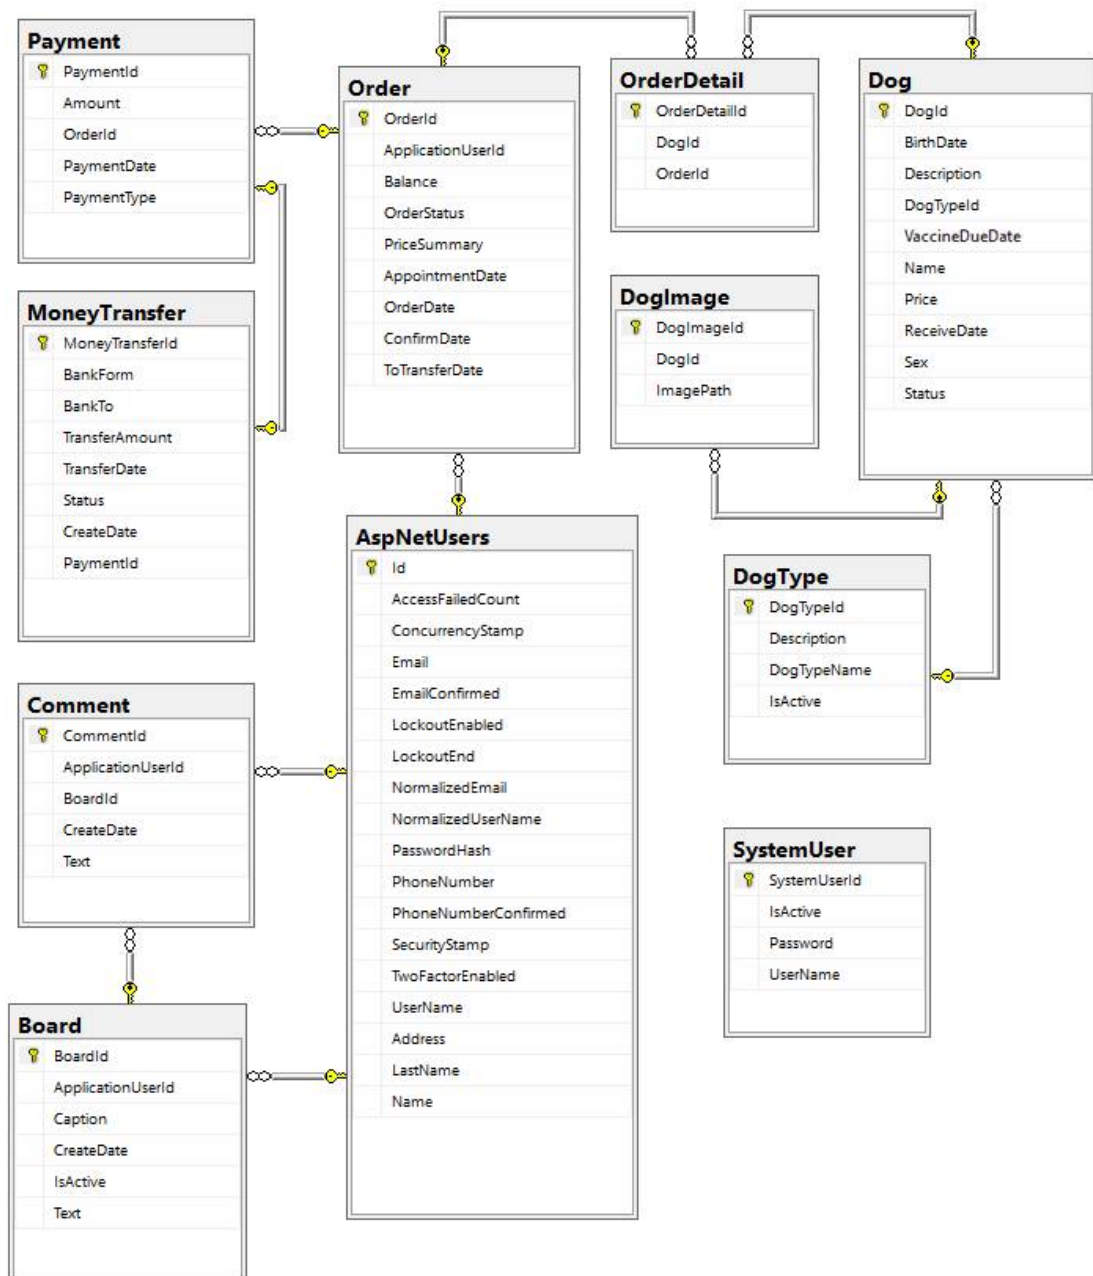 Payment
PaymentId
Amount
OrderId
PaymentDate
PaymentType
Order
OrderId
ApplicationUserId
Balance
OrderStatus
PriceSummary
AppointmentDate
OrderDate
ConfirmDate
ToTransferDate
OrderDetail
OrderDetailId
DogId
OrderId
Dog
DogId
BirthDate
Description
DogTypeId
VaccineDueDate
Name
Price
ReceiveDate
Sex
Status
MoneyTransfer
MoneyTransferId
BankForm
BankTo
TransferAmount
TransferDate
Status
CreateDate
PaymentId
DogImage
DogImageId
DogId
ImagePath
AspNetUsers
Id
AccessFailedCount
ConcurrencyStamp
Email
EmailConfirmed
LockoutEnabled
LockoutEnd
NormalizedEmail
NormalizedUserName
PasswordHash
PhoneNumber
PhoneNumberConfirmed
SecurityStamp
TwoFactorEnabled
UserName
Address
LastName
Name
DogType
DogTypeId
Description
DogTypeName
IsActive
Comment
CommentId
ApplicationUserId
BoardId
CreateDate
Text
SystemUser
SystemUserId
IsActive
Password
UserName
Board
BoardId
ApplicationUserId
Caption
CreateDate
IsActive
Text